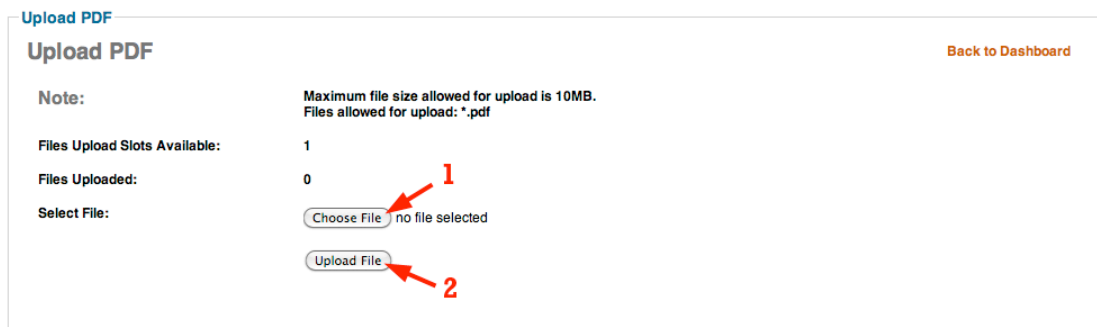 Upload PDF
Upload PDF
Back to Dashboard
Note:
Maximum file size allowed for upload is 10MB.
Files allowed for upload: *.pdf
Files Upload Slots Available:
1
Files Uploaded:
0
1
Select File:
Choose File no file selected
Upload File
2